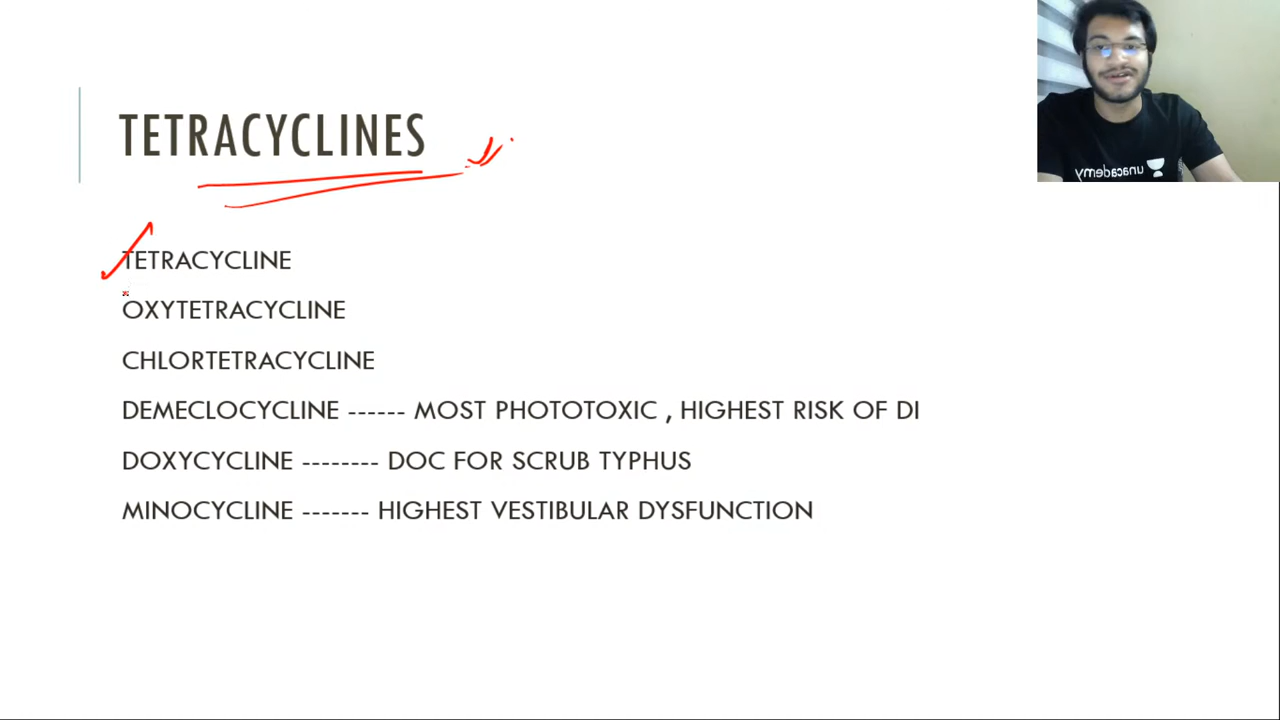 TETRACYCLINES
unacademy
TETRACYCLINE
OXYTETRACYCLINE
CHLORTETRACYCLINE
DEMECLOCYCLINE ------ MOST PHOTOTOXIC , HIGHEST RISK OF DI
DOXYCYCLINE -------- DOC FOR SCRUB TYPHUS
MINOCYCLINE ------- HIGHEST VESTIBULAR DYSFUNCTION